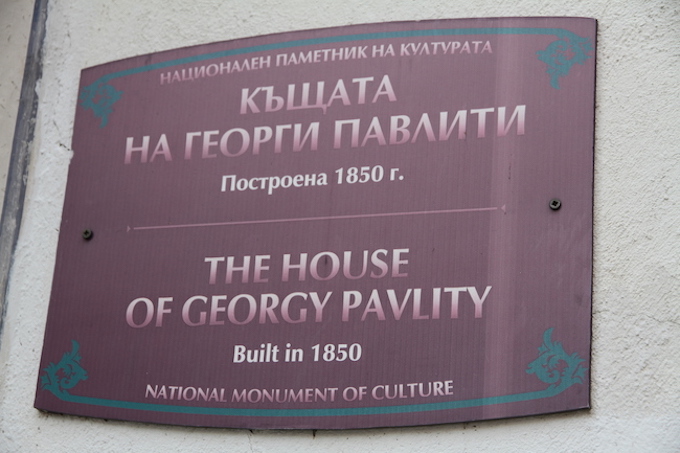 НАЦИОНАЛЕН ПАМЕТНИК НА КУЛТУРАТА
КЪЩАТА
НА ГЕОРГИ ПАВЛИТИ
Построена 1850 г.
THE HOUSE
OF GEORGY PAVLITY
Built in 1850
NATIONAL MONUMENT OF CULTURE